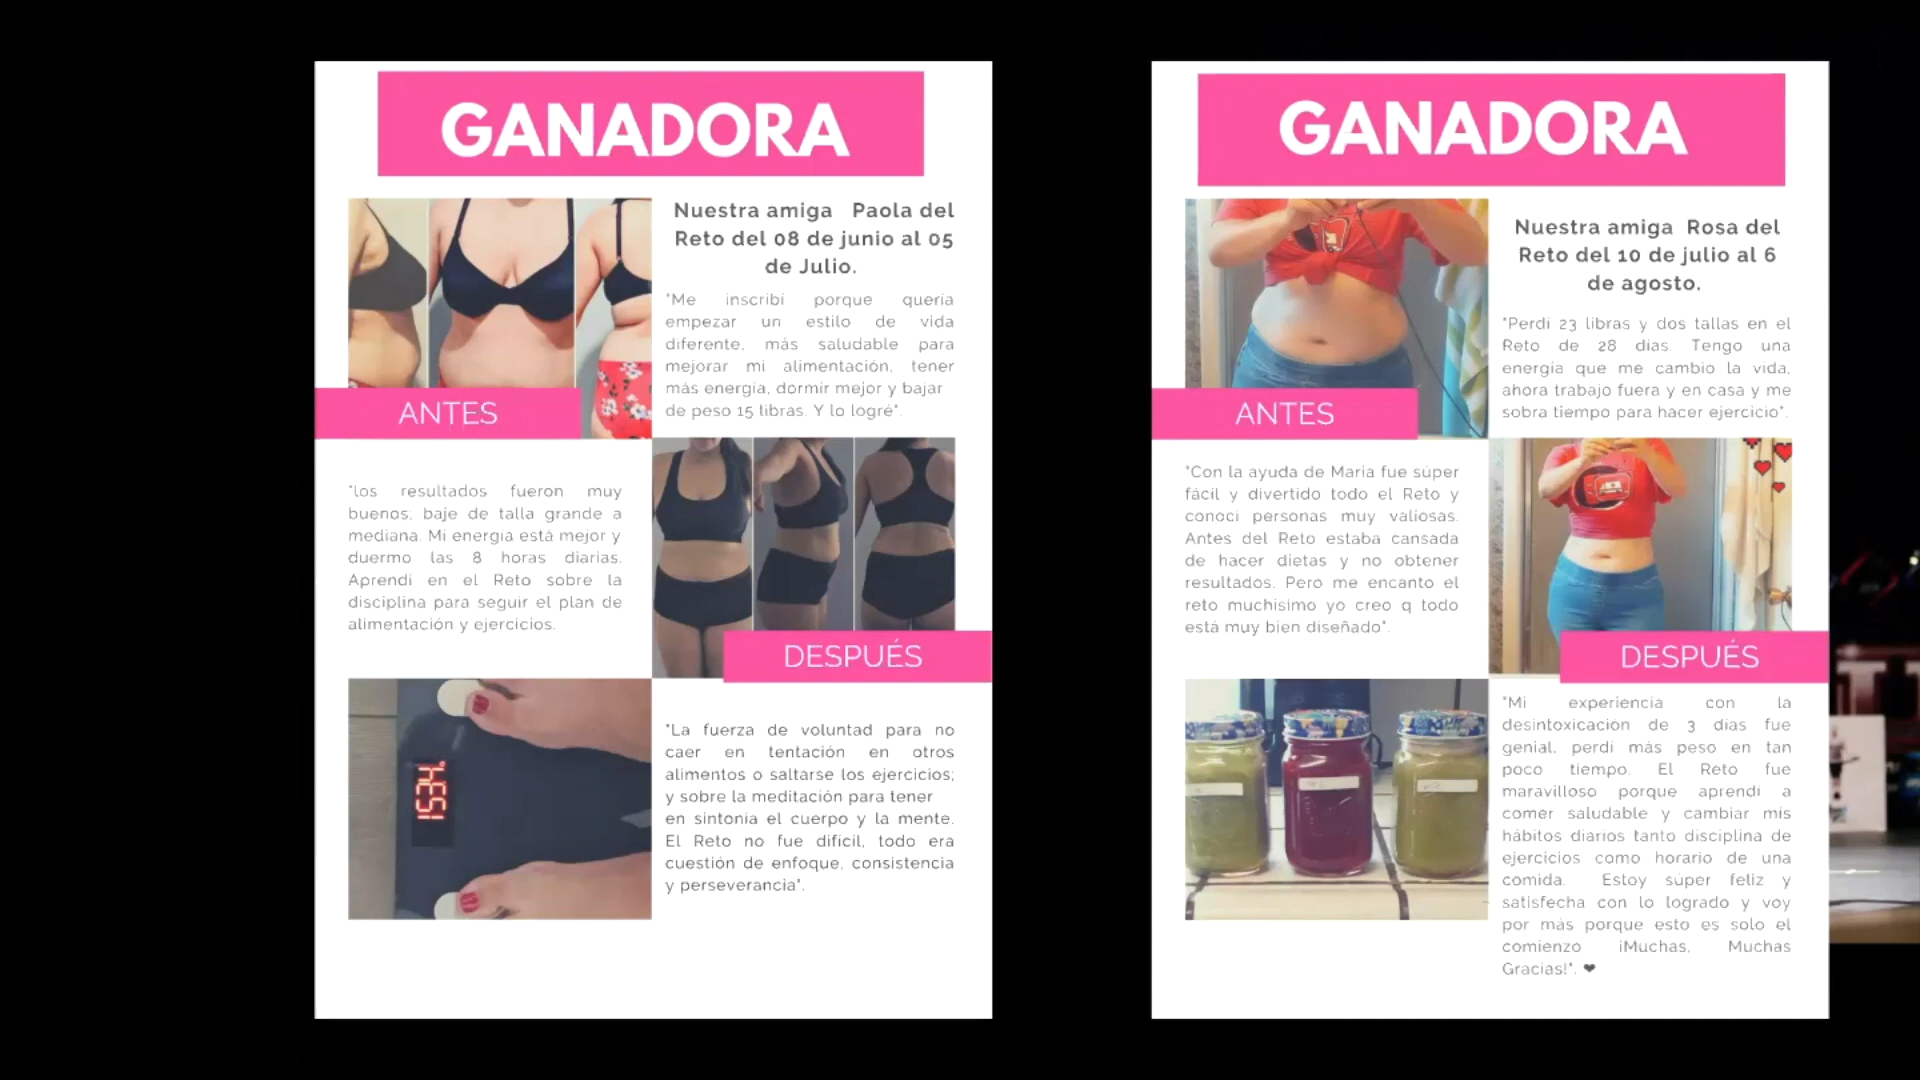 GANADORA
Nuestra amiga Paola del
Reto del 08 de junio al 05
de Julio.
"Me inscribí porque quería
empezar un estilo de vida
diferente, más saludable para
mejorar mi alimentación, tener
más energía, dormir mejor y bajar
de peso 15 libras. Y lo logré".
ANTES
"los resultados fueron muy
buenos; baje de talla grande a
mediana. Mi energía está mejor y
duermo las 8 horas diarias.
Aprendí en el Reto sobre la
disciplina para seguir el plan de
alimentación y ejercicios.
DESPUÉS
153.4
"La fuerza de voluntad para no
caer en tentación en otros
alimentos o saltarse los ejercicios;
y sobre la meditación para tener
en sintonía el cuerpo y la mente.
El Reto no fue difícil, todo era
cuestión de enfoque, consistencia
y perseverancia".
GANADORA
Nuestra amiga Rosa del
Reto del 10 de julio al 6
de agosto.
"Perdí 23 libras y dos tallas en el
Reto de 28 días. Tengo una
energía que me cambio la vida,
ahora trabajo fuera y en casa y me
sobra tiempo para hacer ejercicio".
ANTES
"Con la ayuda de María fue súper
fácil y divertido todo el Reto y
conocí personas muy valiosas.
Antes del Reto estaba cansada
de hacer dietas y no obtener
resultados. Pero me encanto el
reto muchísimo yo creo q todo
está muy bien diseñado".
DESPUÉS
"Mi experiencia con la
desintoxicación de 3 días fue
genial, perdí más peso en tan
poco tiempo. El Reto fue
maravilloso porque aprendí a
comer saludable y cambiar mis
hábitos diarios tanto disciplina de
ejercicios como horario de una
comida. Estoy súper feliz y
satisfecha con lo logrado y voy
por más porque esto es solo el
comienzo ¡Muchas, Muchas
Gracias!". ❤